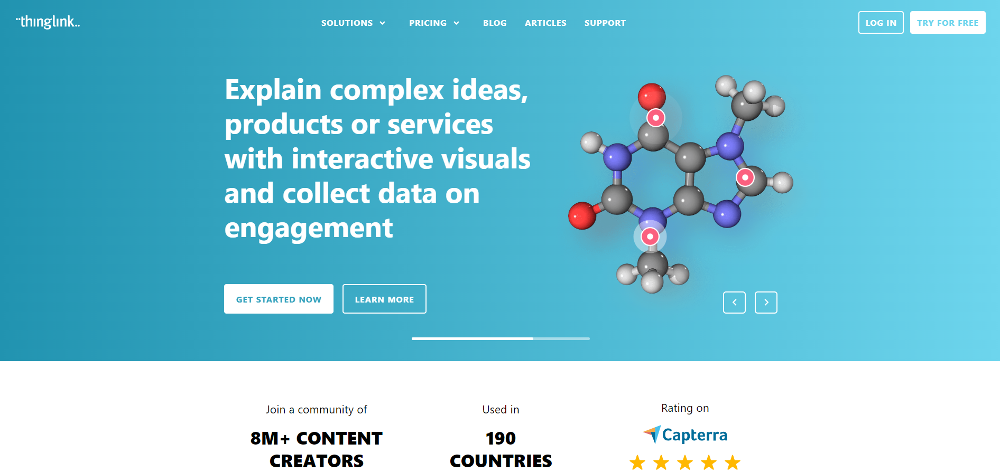 thinglink..
SOLUTIONS
PRICING
BLOG
ARTICLES
SUPPORT
LOG IN
TRY FOR FREE
Explain complex ideas,
products or services
with interactive visuals
and collect data on
engagement
GET STARTED NOW
LEARN MORE
Join a community of
8M+ CONTENT
CREATORS
Used in
190
COUNTRIES
Rating on
Capterra